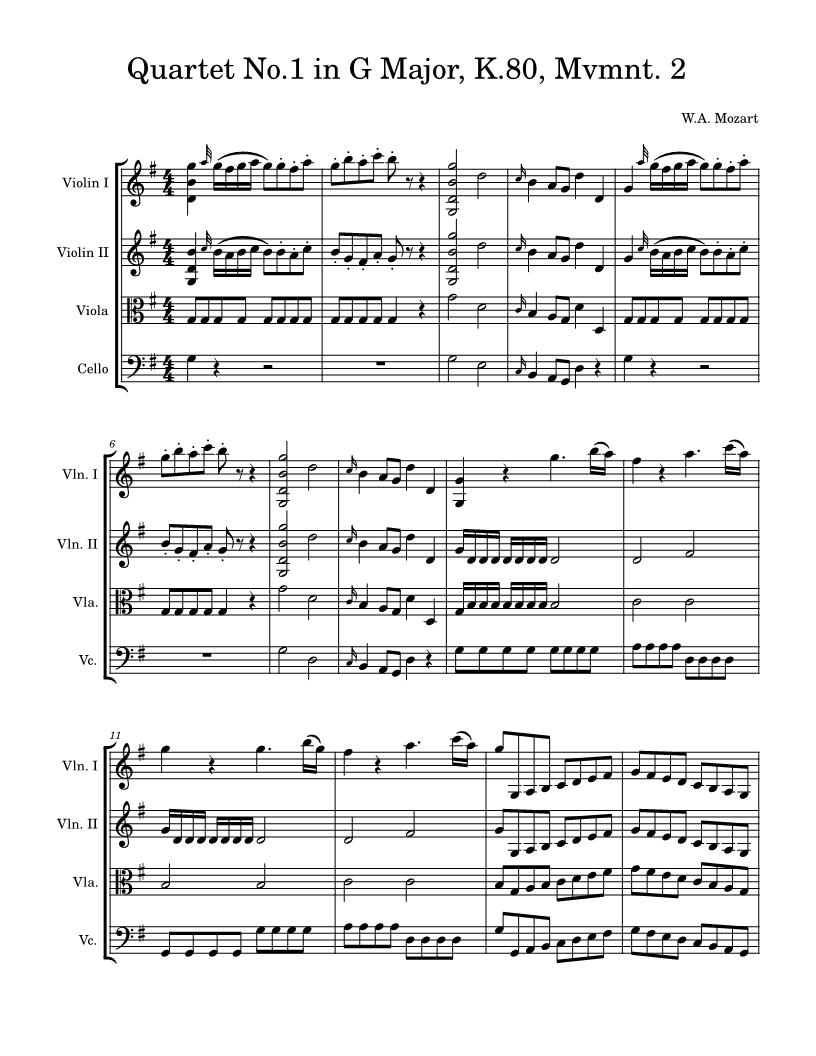 Quartet No.1 in G Major, K.80, Mvmnt. 2
W.A. Mozart
Violin I
Violin II
Viola
Cello
6
Vln. I
Vln. II
Vla.
Vc.
11
Vln. I
Vln. II
Vla.
Vc.